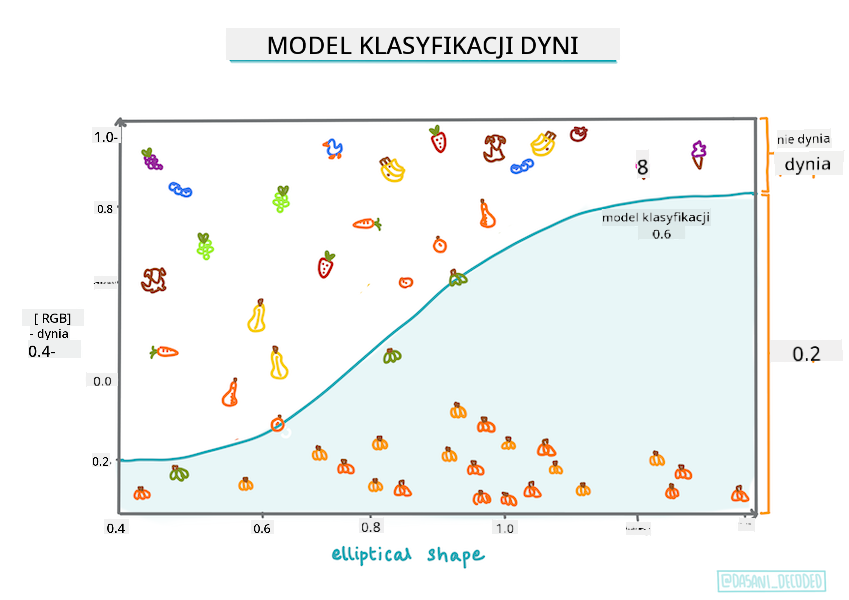 MODEL KLASYFIKACJI DYNI
1.0-
nie dynia
dynia
8
0.8
model klasyfikacji
0.6
[ RGB]
- dynia
0.4-
0.2
0.0
0.2.
0.4
0.6
0.8
1.0
elliptical shape
@DASANI_DECODED